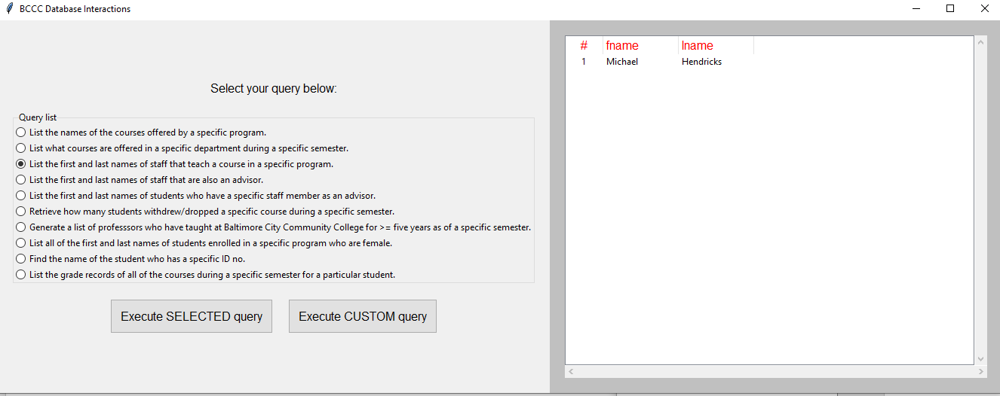 BCCC Database Interactions
Select your query below:
Query list
List the names of the courses offered by a specific program.
List what courses are offered in a specific department during a specific semester.
List the first and last names of staff that teach a course in a specific program.
List the first and last names of staff that are also an advisor.
List the first and last names of students who have a specific staff member as an advisor.
Retrieve how many students withdrew/dropped a specific course during a specific semester.
Generate a list of professsors who have taught at Baltimore City Community College for >= five years as of a specific semester.
List all of the first and last names of students enrolled in a specific program who are female.
Find the name of the student who has a specific ID no.
List the grade records of all of the courses during a specific semester for a particular student.
Execute SELECTED query Execute CUSTOM query
# fname lname
1 Michael Hendricks